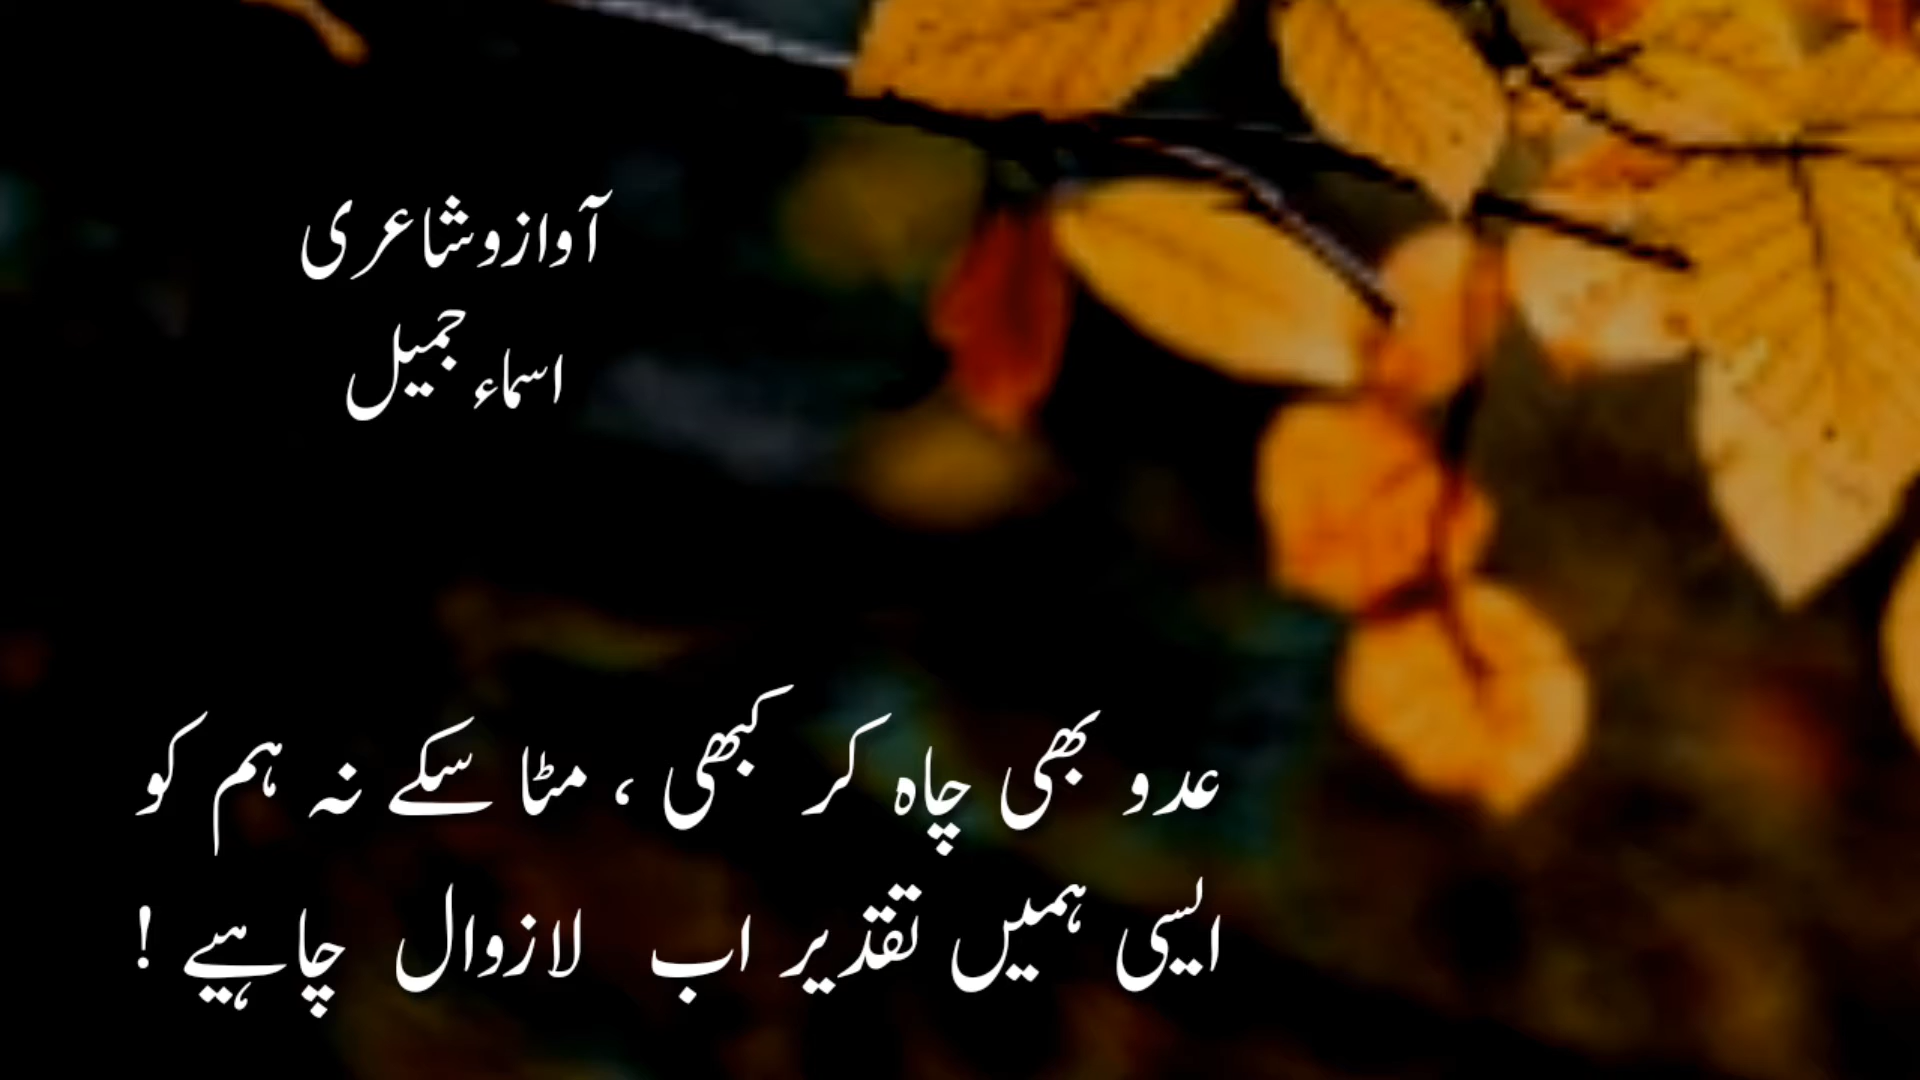 آواز و شاعری
اسماء جمیل
عدو بھی چاہ کر کبھی ، مٹا سکے نہ ہم کو
ایسی ہمیں تقدیر اب لازوال چاہیے !